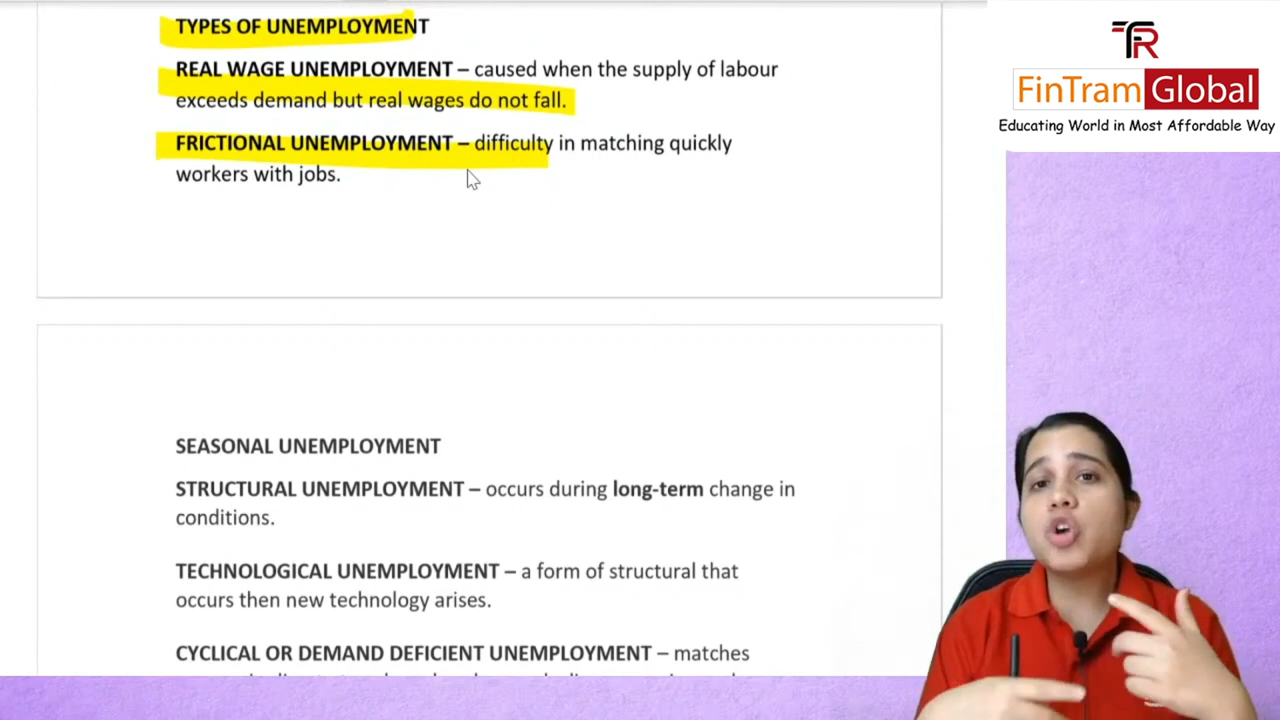 TYPES OF UNEMPLOYMENT
REAL WAGE UNEMPLOYMENT – caused when the supply of labour
exceeds demand but real wages do not fall.
FRICTIONAL UNEMPLOYMENT – difficulty in matching quickly
workers with jobs.
SEASONAL UNEMPLOYMENT
STRUCTURAL UNEMPLOYMENT – occurs during long-term change in
conditions.
TECHNOLOGICAL UNEMPLOYMENT – a form of structural that
occurs then new technology arises.
CYCLICAL OR DEMAND DEFICIENT UNEMPLOYMENT – matches
FinTram Global
Educating World in Most Affordable Way